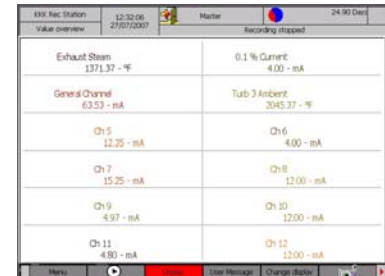 KKK Rec Station
12:32:06
27/07/2007
Master
24.90 Days
Value overview
Recording stopped
Exhaust Steam
1371.37 - °F
0.1 % Current
4.00 - mA
General Channel
63.53 - mA
Turb 3 Ambient
2045.37 - °F
Ch 5
12.25 - mA
Ch 6
4.00 - mA
Ch 7
15.25 - mA
Ch 8
12.00 - mA
Ch 9
4.97 - mA
Ch 10
12.00 - mA
Ch 11
4.80 - mA
Ch 12
12.00 - mA
Menu
Display
User Message
Change display